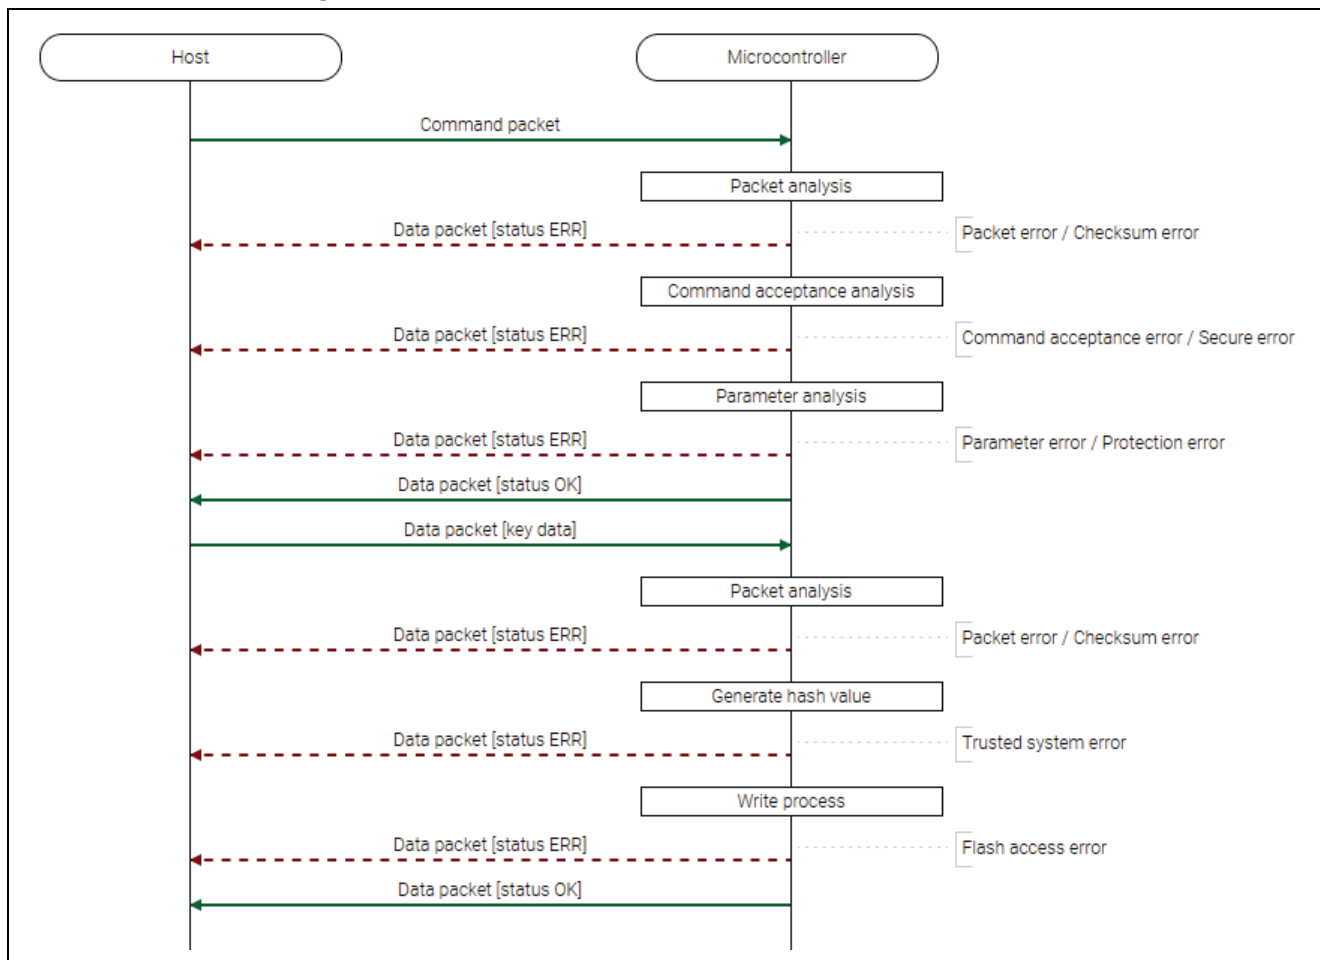 Host
Microcontroller
Command packet
Packet analysis
Data packet [status ERR]
Packet error / Checksum error
Command acceptance analysis
Data packet [status ERR]
Command acceptance error / Secure error
Parameter analysis
Data packet [status ERR]
Parameter error / Protection error
Data packet [status OK]
Data packet [key data]
Packet analysis
Data packet [status ERR]
Packet error / Checksum error
Generate hash value
Data packet [status ERR]
Trusted system error
Write process
Data packet [status ERR]
Flash access error
Data packet [status OK]